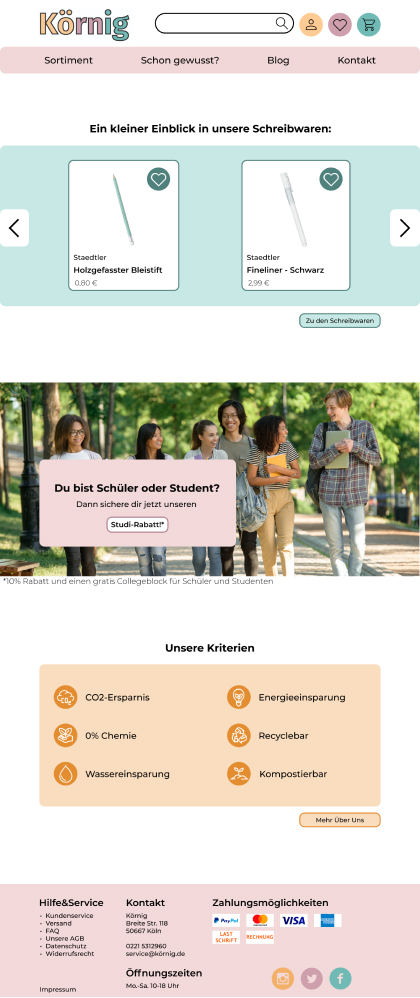 Körnig
Sortiment Schon gewusst? Blog Kontakt
Ein kleiner Einblick in unsere Schreibwaren:
Staedtler
Holzgefasster Bleistift
0,80 €
Staedtler
Fineliner - Schwarz
2,99 €
Zu den Schreibwaren
Du bist Schüler oder Student?
Dann sichere dir jetzt unseren
Studi-Rabatt!*
*10% Rabatt und einen gratis Collegeblock für Schüler und Studenten
Unsere Kriterien
CO2-Ersparnis
Energieeinsparung
0% Chemie
Recyclebar
Wassereinsparung
Kompostierbar
Mehr Über Uns
Hilfe&Service
• Kundenservice
• Versand
• FAQ
• Unsere AGB
• Datenschutz
• Widerrufsrecht
Impressum
Kontakt
Körnig
Breite Str. 118
50667 Köln
0221 5312960
service@körnig.de
Öffnungszeiten
Mo.-Sa. 10-18 Uhr
Zahlungsmöglichkeiten
PayPal
VISA
LAST
SCHRIFT
RECHNUNG